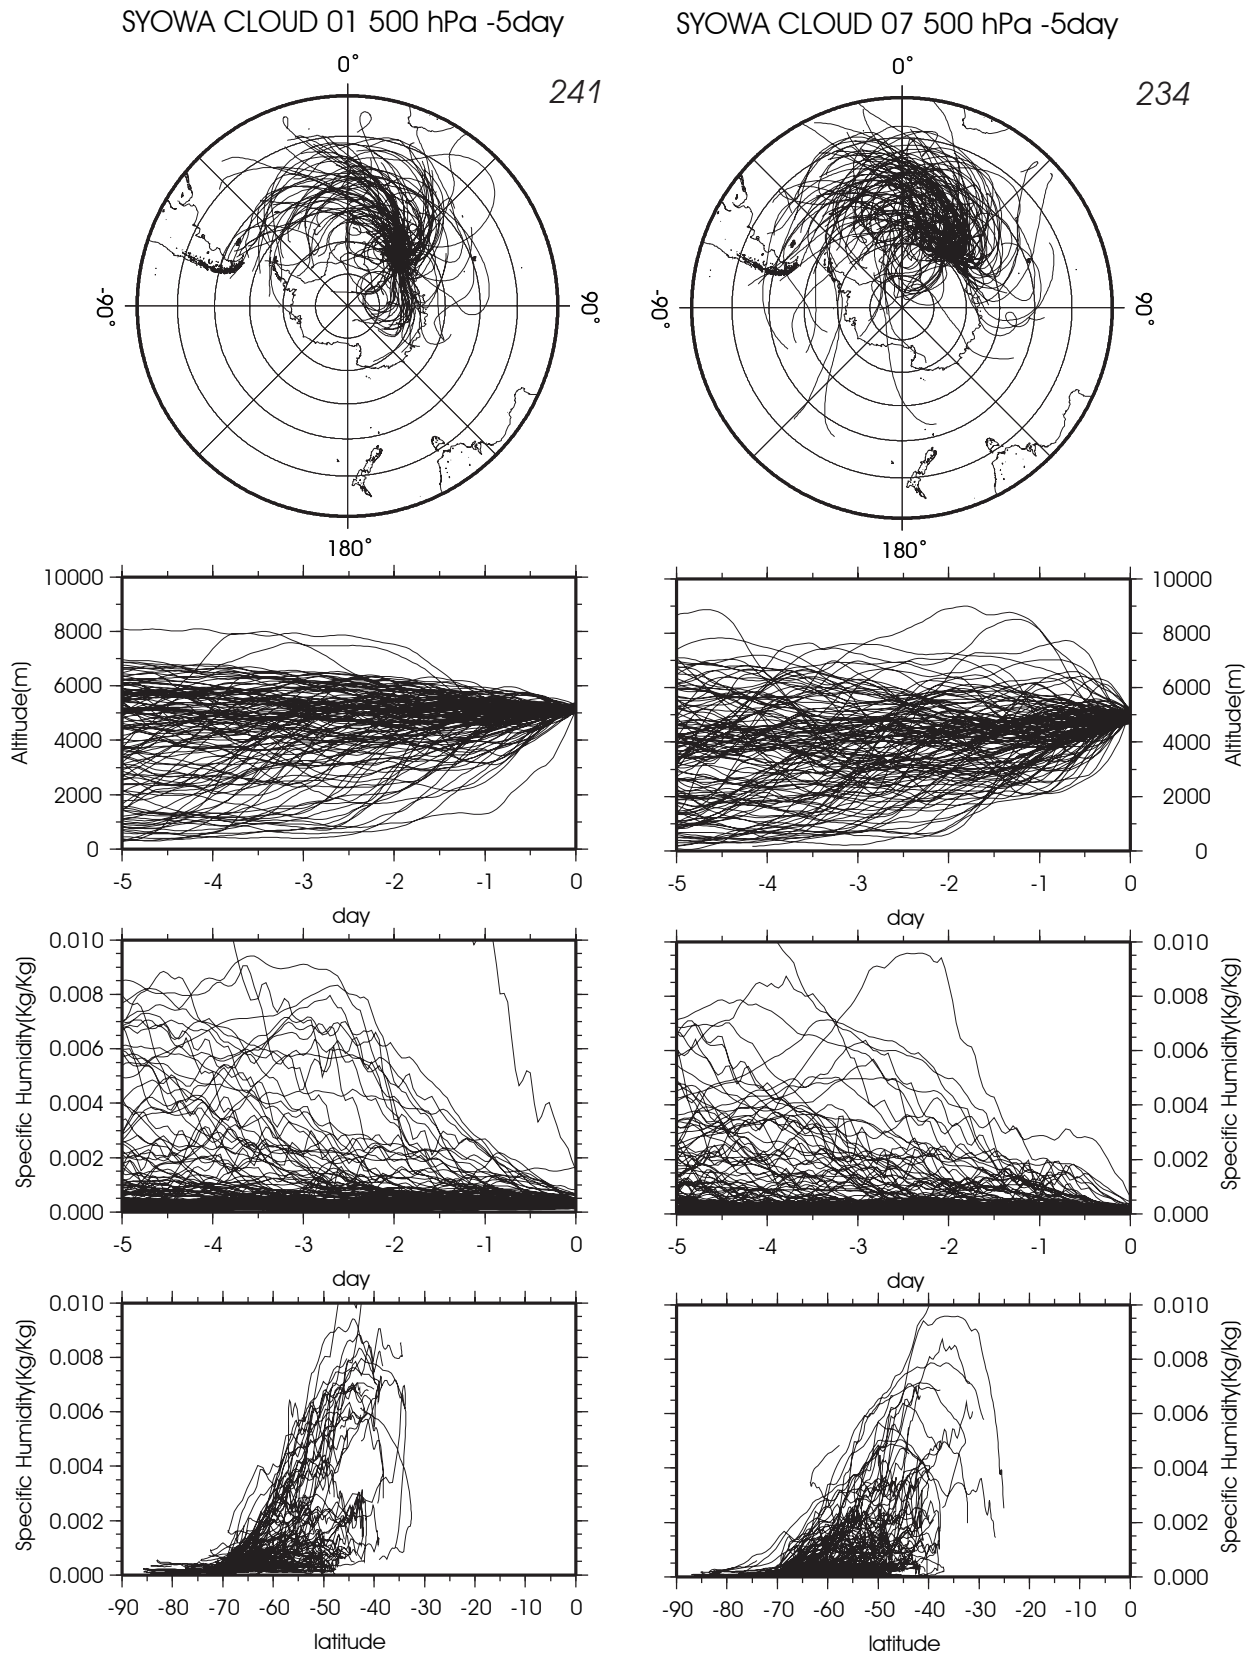 SYOWA CLOUD 01 500 hPa -5day
SYOWA CLOUD 07 500 hPa -5day
0°
0°
241
234
-90°
90°
-90°
90°
180°
180°
10000
8000
6000
4000
2000
0
Altitude(m)
-5 -4 -3 -2 -1 0
day
10000
8000
6000
4000
2000
0
Altitude(m)
-5 -4 -3 -2 -1 0
day
0.010
0.008
0.006
0.004
0.002
0.000
Specific Humidity(Kg/Kg)
-5 -4 -3 -2 -1 0
day
0.010
0.008
0.006
0.004
0.002
0.000
Specific Humidity(Kg/Kg)
-5 -4 -3 -2 -1 0
day
0.010
0.008
0.006
0.004
0.002
0.000
Specific Humidity(Kg/Kg)
-90 -80 -70 -60 -50 -40 -30 -20 -10 0
latitude
0.010
0.008
0.006
0.004
0.002
0.000
Specific Humidity(Kg/Kg)
-90 -80 -70 -60 -50 -40 -30 -20 -10 0
latitude